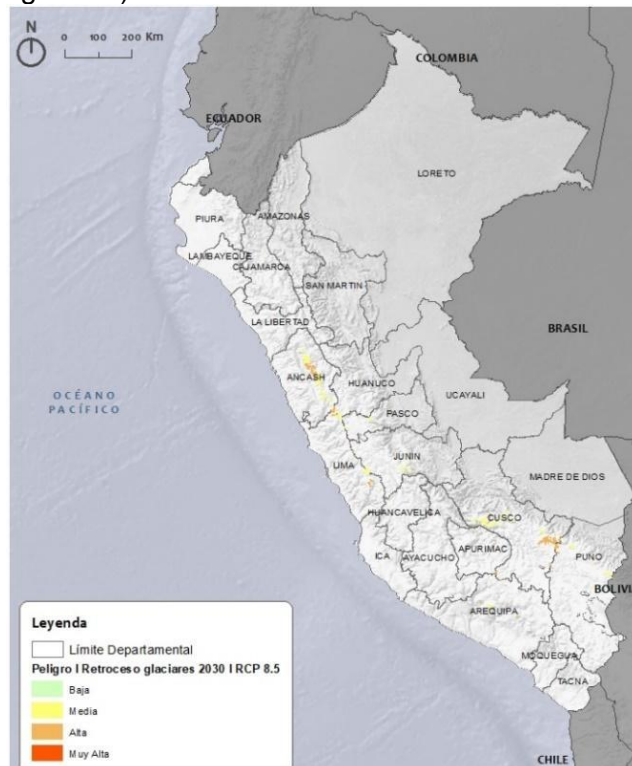 N
0 100 200 Km
COLOMBIA
ECUADOR
LORETO
PIURA
AMAZONAS
LAMBAYEQUE
CAJAMARCA
SAN MARTIN
LA LIBERTAD
BRASIL
ANCASH
HUANUCO
UCAYALI
OCÉANO
PACÍFICO
PASCO
JUNIN
LIMA
MADRE DE DIOS
HUANCAVELICA
CUSCO
ICA
AYACUCHO
APURIMAC
PUNO
BOLIVI
AREQUIPA
MOQUEGUA
TACNA
CHILE
Leyenda
Límite Departamental
Peligro I Retroceso glaciares 2030 I RCP 8.5
Baja
Media
Alta
Muy Alta